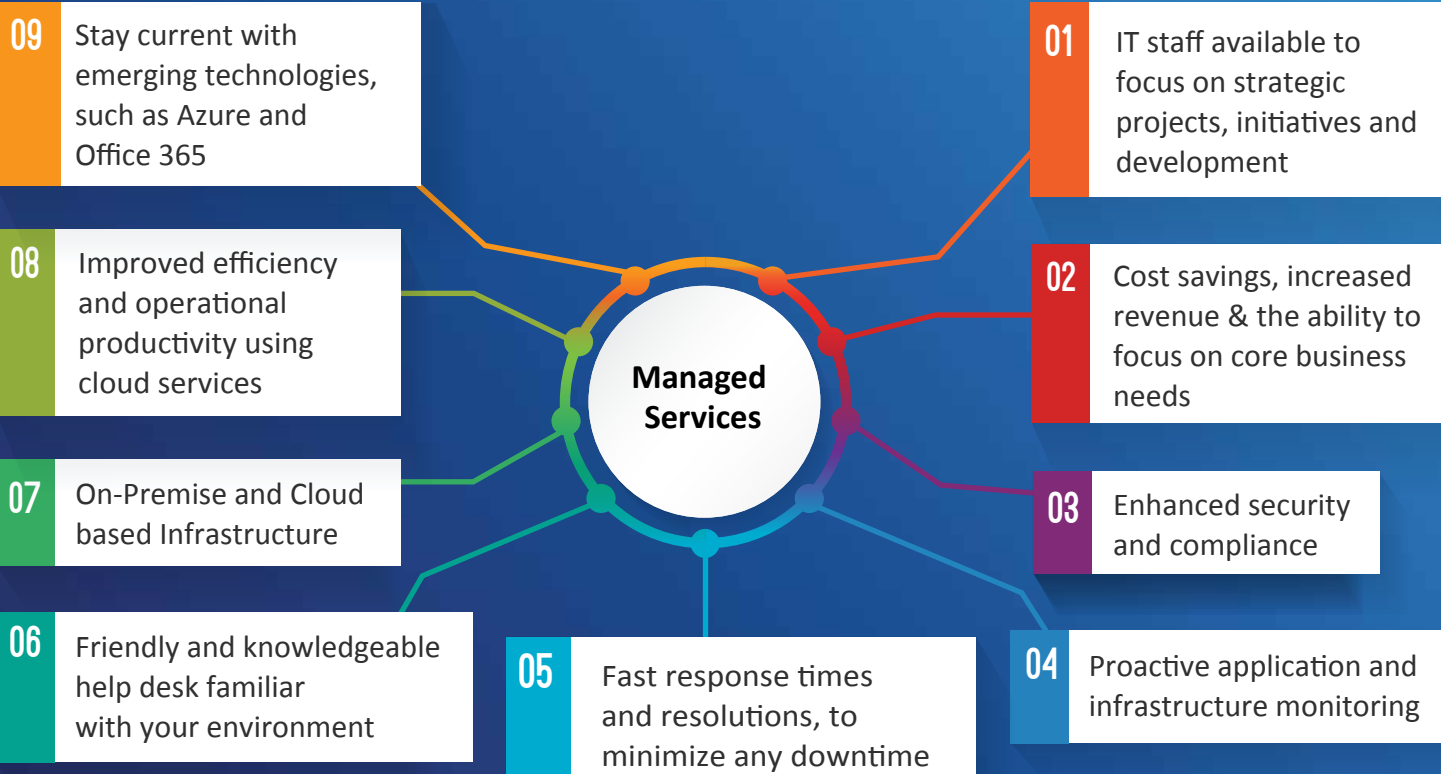 Managed
Services
01
IT staff available to
focus on strategic
projects, initiatives and
development
02
Cost savings, increased
revenue & the ability to
focus on core business
needs
03
Enhanced security
and compliance
04
Proactive application and
infrastructure monitoring
05
Fast response times
and resolutions, to
minimize any downtime
06
Friendly and knowledgeable
help desk familiar
with your environment
07
On-Premise and Cloud
based Infrastructure
08
Improved efficiency
and operational
productivity using
cloud services
09
Stay current with
emerging technologies,
such as Azure and
Office 365